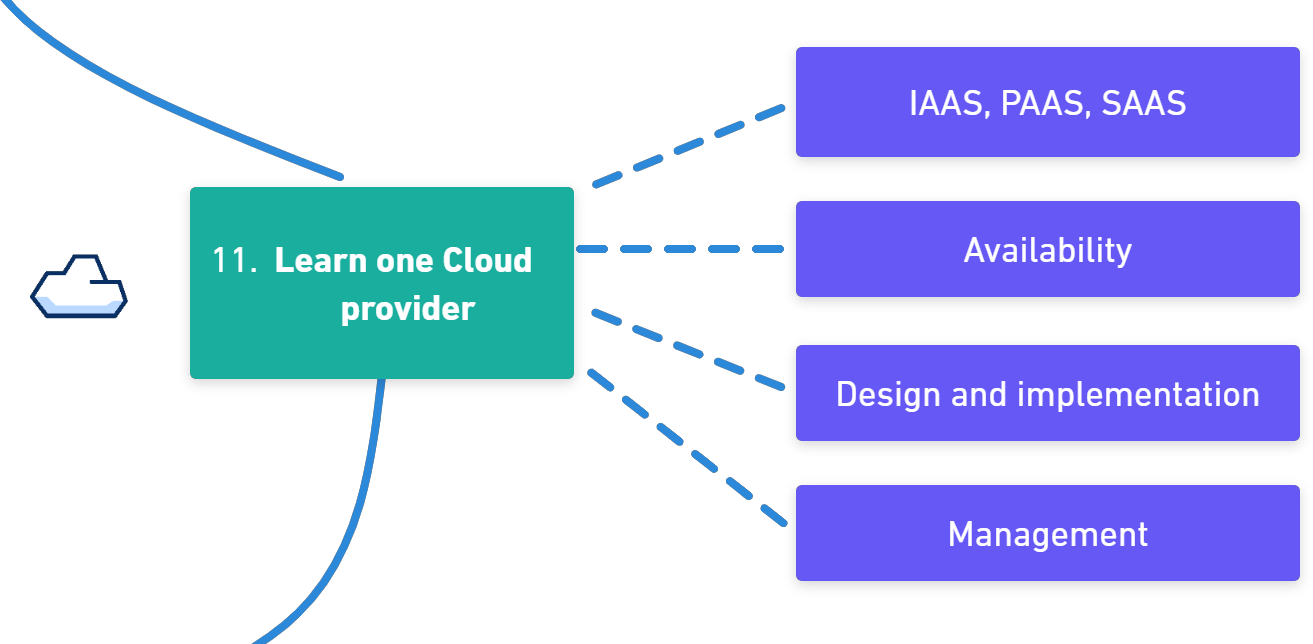 IAAS, PAAS, SAAS
11. Learn one Cloud
provider
Availability
Design and implementation
Management